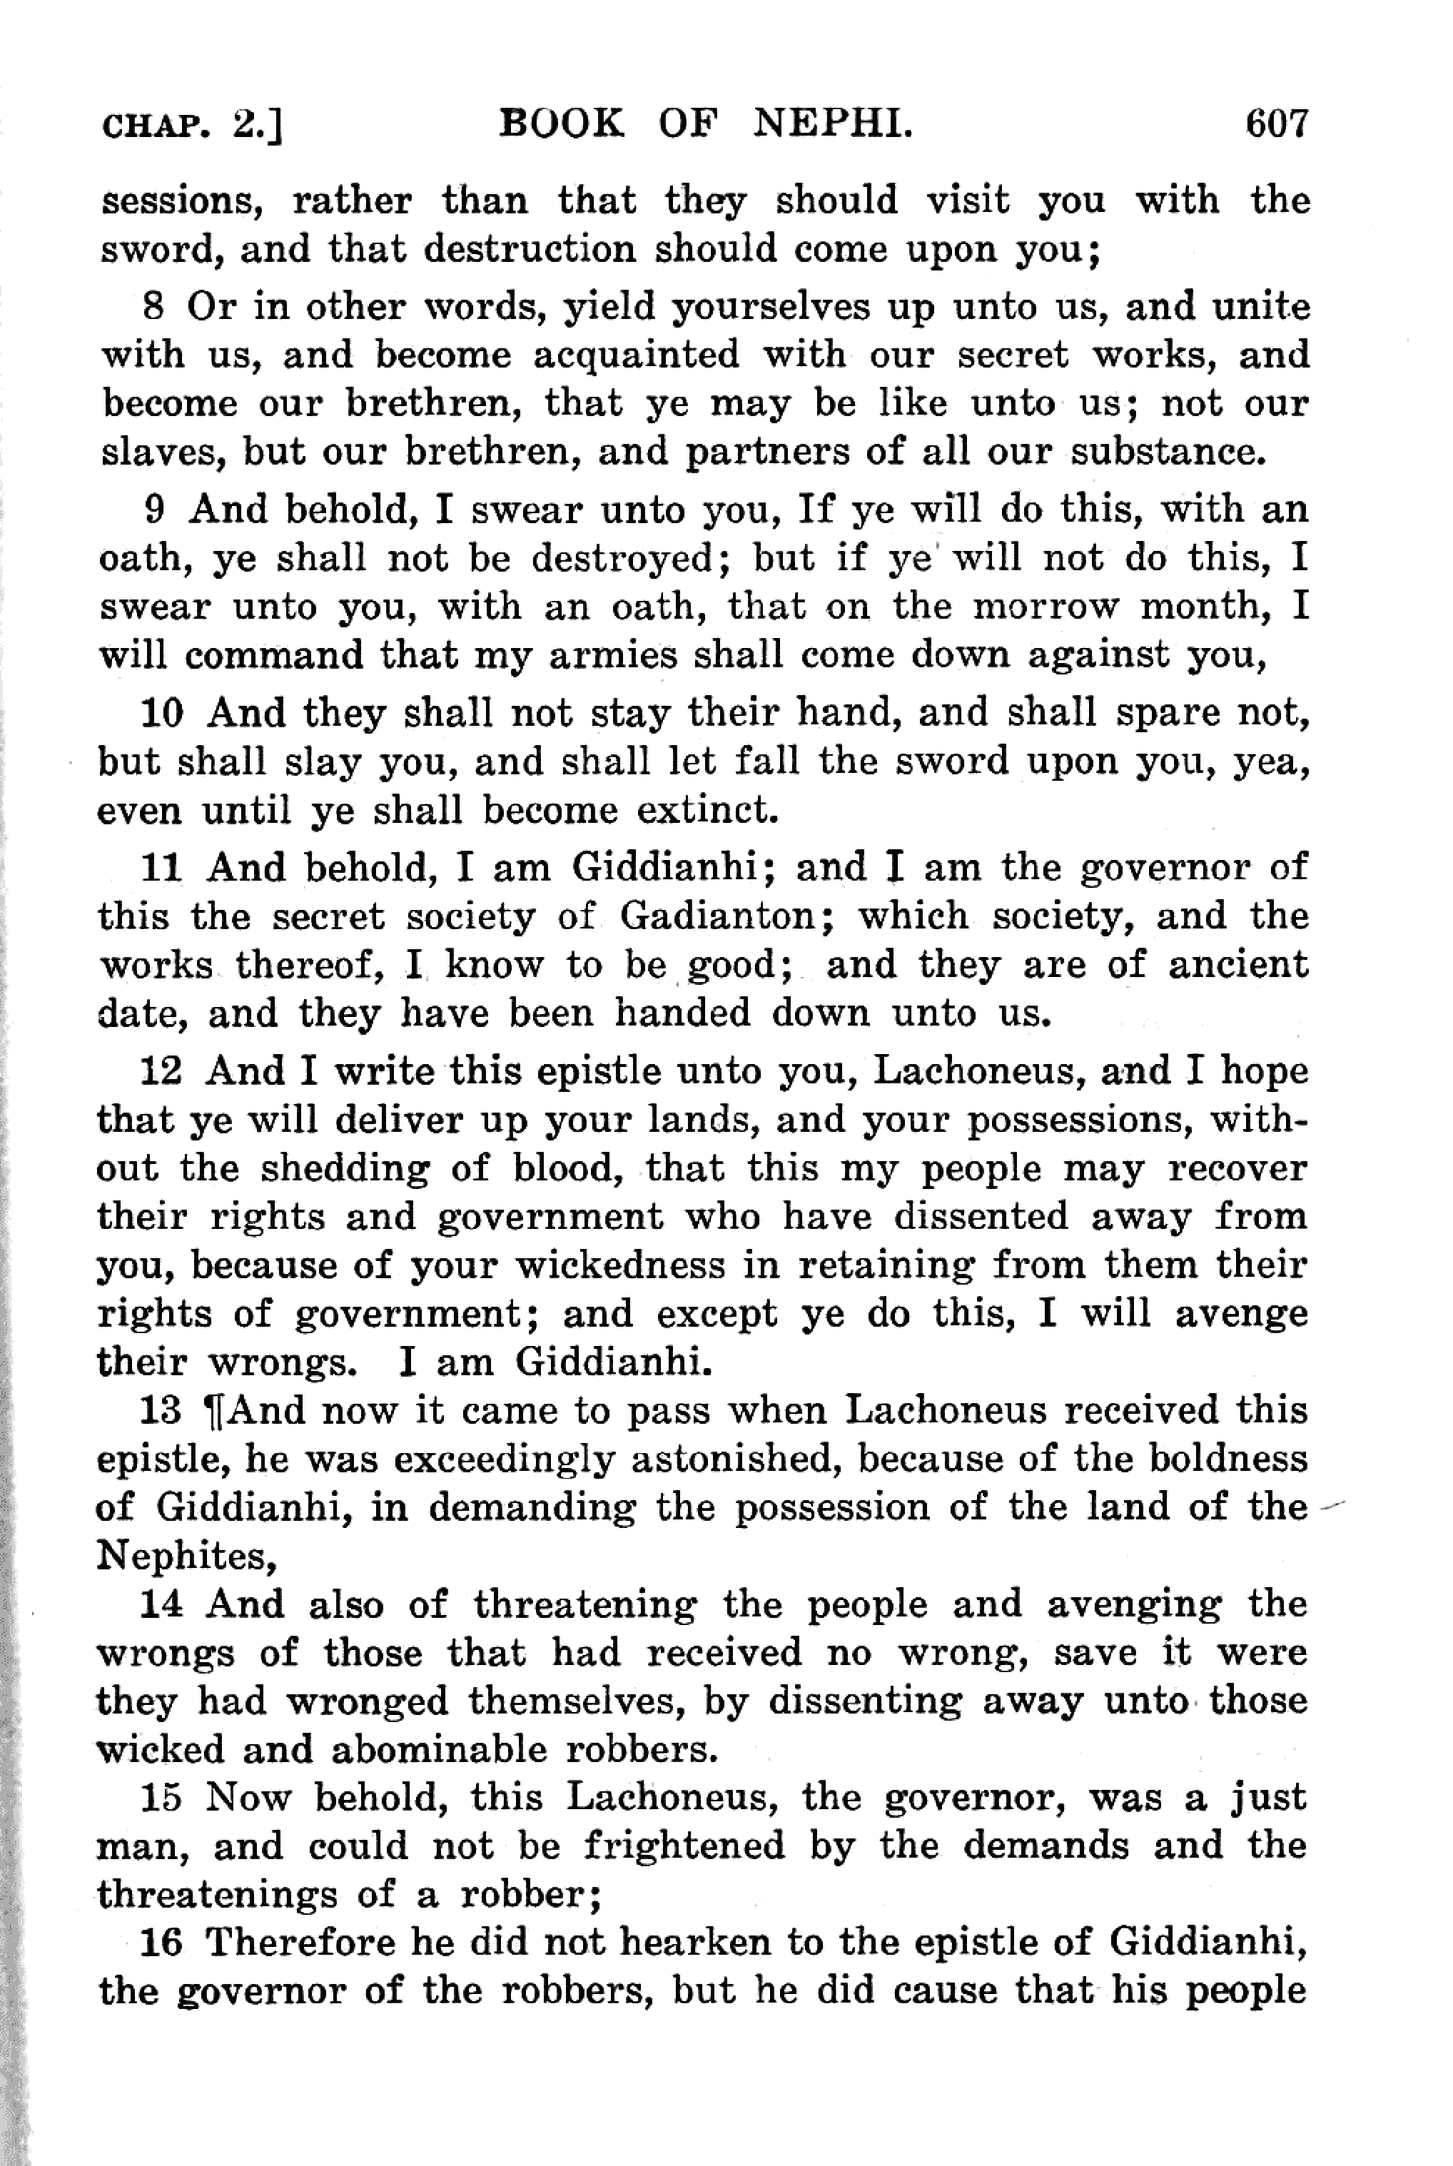 CHAP. 2.] BOOK OF NEPHI. 607
sessions, rather than that they should visit you with the
sword, and that destruction should come upon you;
8 Or in other words, yield yourselves up unto us, and unite
with us, and become acquainted with our secret works, and
become our brethren, that ye may be like unto us; not our
slaves, but our brethren, and partners of all our substance.
9 And behold, I swear unto you, If ye will do this, with an
oath, ye shall not be destroyed; but if ye will not do this, I
swear unto you, with an oath, that on the morrow month, I
will command that my armies shall come down against you,
10 And they shall not stay their hand, and shall spare not,
but shall slay you, and shall let fall the sword upon you, yea,
even until ye shall become extinct.
11 And behold, I am Giddianhi; and I am the governor of
this the secret society of Gadianton; which society, and the
works thereof, I know to be good; and they are of ancient
date, and they have been handed down unto us.
12 And I write this epistle unto you, Lachoneus, and I hope
that ye will deliver up your lands, and your possessions, with-
out the shedding of blood, that this my people may recover
their rights and government who have dissented away from
you, because of your wickedness in retaining from them their
rights of government; and except ye do this, I will avenge
their wrongs. I am Giddianhi.
13 ¶And now it came to pass when Lachoneus received this
epistle, he was exceedingly astonished, because of the boldness
of Giddianhi, in demanding the possession of the land of the
Nephites,
14 And also of threatening the people and avenging the
wrongs of those that had received no wrong, save it were
they had wronged themselves, by dissenting away unto those
wicked and abominable robbers.
15 Now behold, this Lachoneus, the governor, was a just
man, and could not be frightened by the demands and the
threatenings of a robber;
16 Therefore he did not hearken to the epistle of Giddianhi,
the governor of the robbers, but he did cause that his people